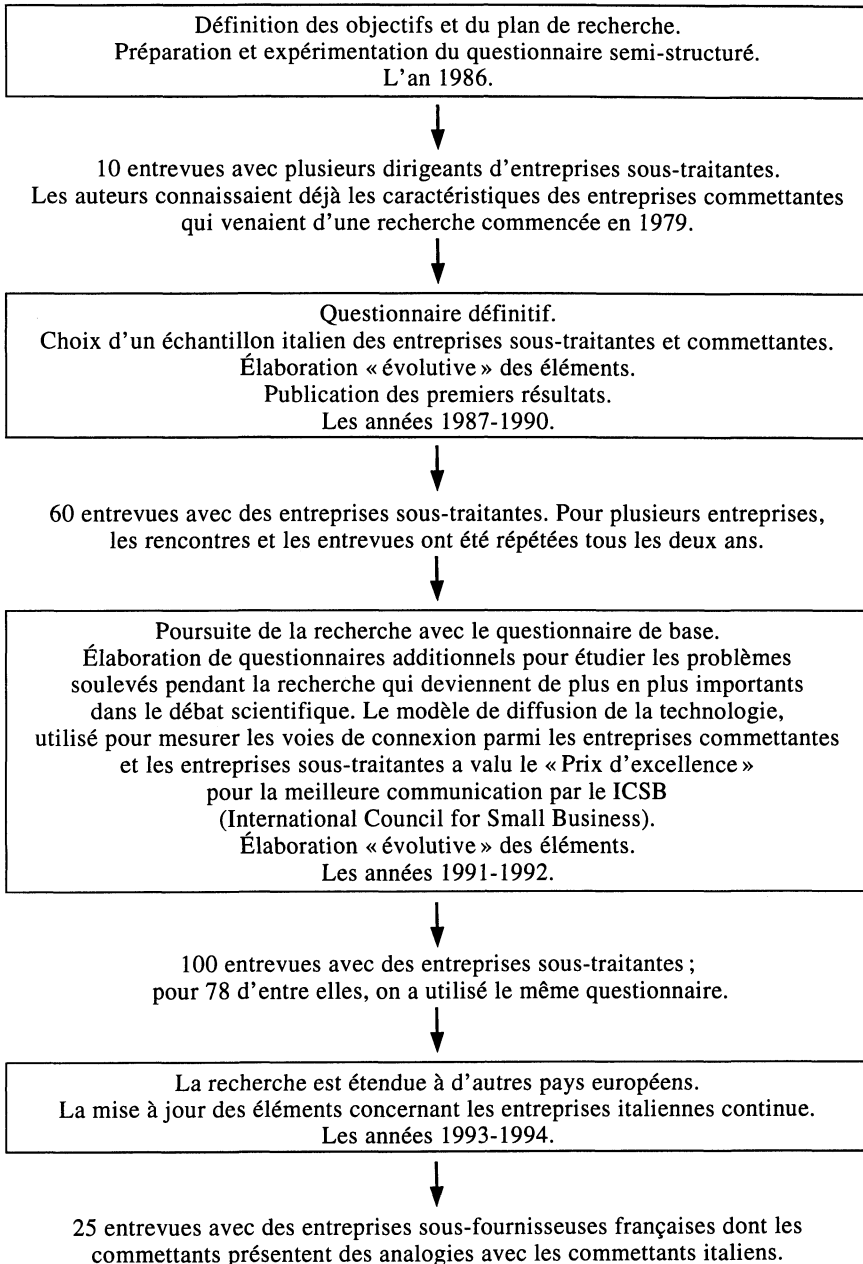 Définition des objectifs et du plan de recherche.
Préparation et expérimentation du questionnaire semi-structuré.
L'an 1986.
10 entrevues avec plusieurs dirigeants d'entreprises sous-traitantes.
Les auteurs connaissaient déjà les caractéristiques des entreprises commettantes
qui venaient d'une recherche commencée en 1979.
Questionnaire définitif.
Choix d'un échantillon italien des entreprises sous-traitantes et commettantes.
Élaboration « évolutive » des éléments.
Publication des premiers résultats.
Les années 1987-1990.
60 entrevues avec des entreprises sous-traitantes. Pour plusieurs entreprises,
les rencontres et les entrevues ont été répétées tous les deux ans.
Poursuite de la recherche avec le questionnaire de base.
Élaboration de questionnaires additionnels pour étudier les problèmes
soulevés pendant la recherche qui deviennent de plus en plus importants
dans le débat scientifique. Le modèle de diffusion de la technologie,
utilisé pour mesurer les voies de connexion parmi les entreprises commettantes
et les entreprises sous-traitantes a valu le « Prix d'excellence »
pour la meilleure communication par le ICSB
(International Council for Small Business).
Élaboration « évolutive » des éléments.
Les années 1991-1992.
100 entrevues avec des entreprises sous-traitantes ;
pour 78 d'entre elles, on a utilisé le même questionnaire.
La recherche est étendue à d'autres pays européens.
La mise à jour des éléments concernant les entreprises italiennes continue.
Les années 1993-1994.
25 entrevues avec des entreprises sous-fournisseuses françaises dont les
commettants présentent des analogies avec les commettants italiens.